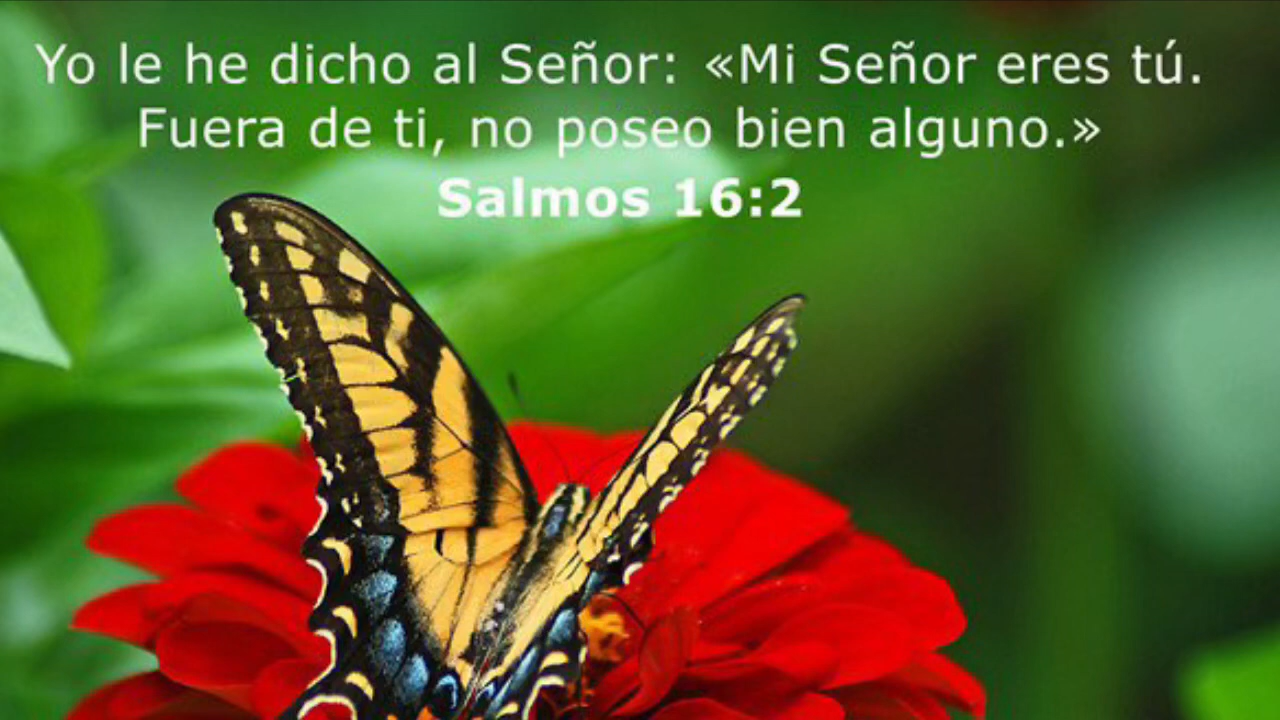 Yo le he dicho al Señor: «Mi Señor eres tú.
Fuera de ti, no poseo bien alguno.»
Salmos 16:2